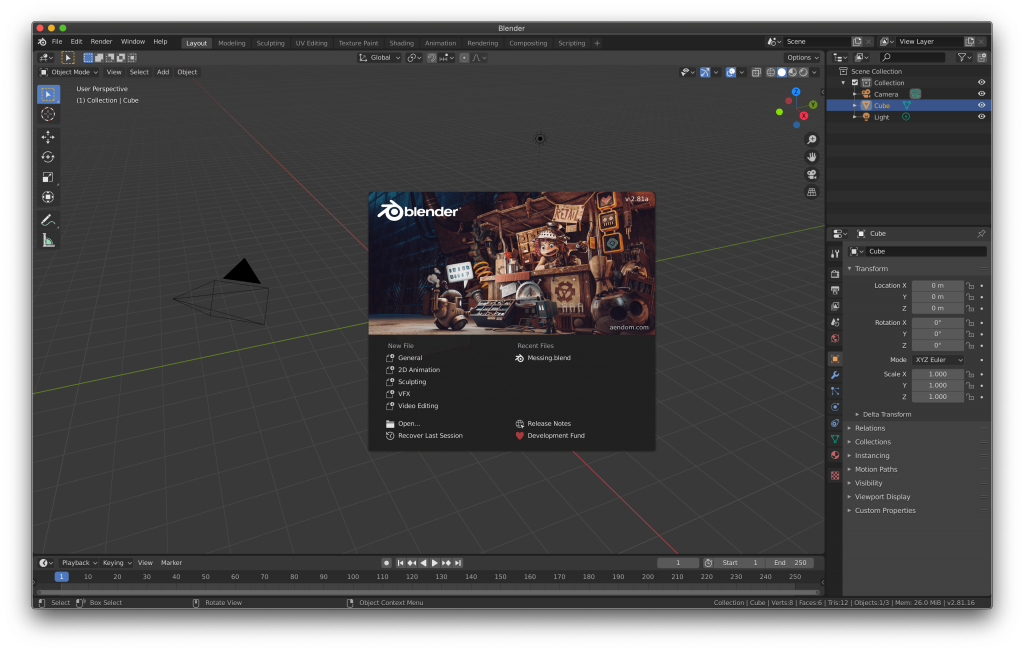 Blender
File Edit Render Window Help
Layout Modeling Sculpting UV Editing Texture Paint Shading Animation Rendering Compositing Scripting +
Scene
View Layer
Global
Options
Object Mode View Select Add Object
User Perspective
(1) Collection | Cube
Z
Y
X
Scene Collection
Collection
Camera
Cube
Light
blender
v 2.81a
RETAIL
aendom.com
New File
General
2D Animation
Sculpting
VFX
Video Editing
Open...
Recover Last Session
Recent Files
Messing.blend
Release Notes
Development Fund
Cube
Cube
Transform
Location X 0 m
Y 0 m
Z 0 m
Rotation X 0°
Y 0°
Z 0°
Mode XYZ Euler
Scale X 1.000
Y 1.000
Z 1.000
Delta Transform
Relations
Collections
Instancing
Motion Paths
Visibility
Viewport Display
Custom Properties
Playback Keying View Marker
1 Start 1 End 250
1 10 20 30 40 50 60 70 80 90 100 110 120 130 140 150 160 170 180 190 200 210 220 230 240 250
Select Box Select Rotate View Object Context Menu
Collection | Cube | Verts:8 | Faces:6 | Tris:12 | Objects:1/3 | Mem: 26.0 MiB | v2.81.16